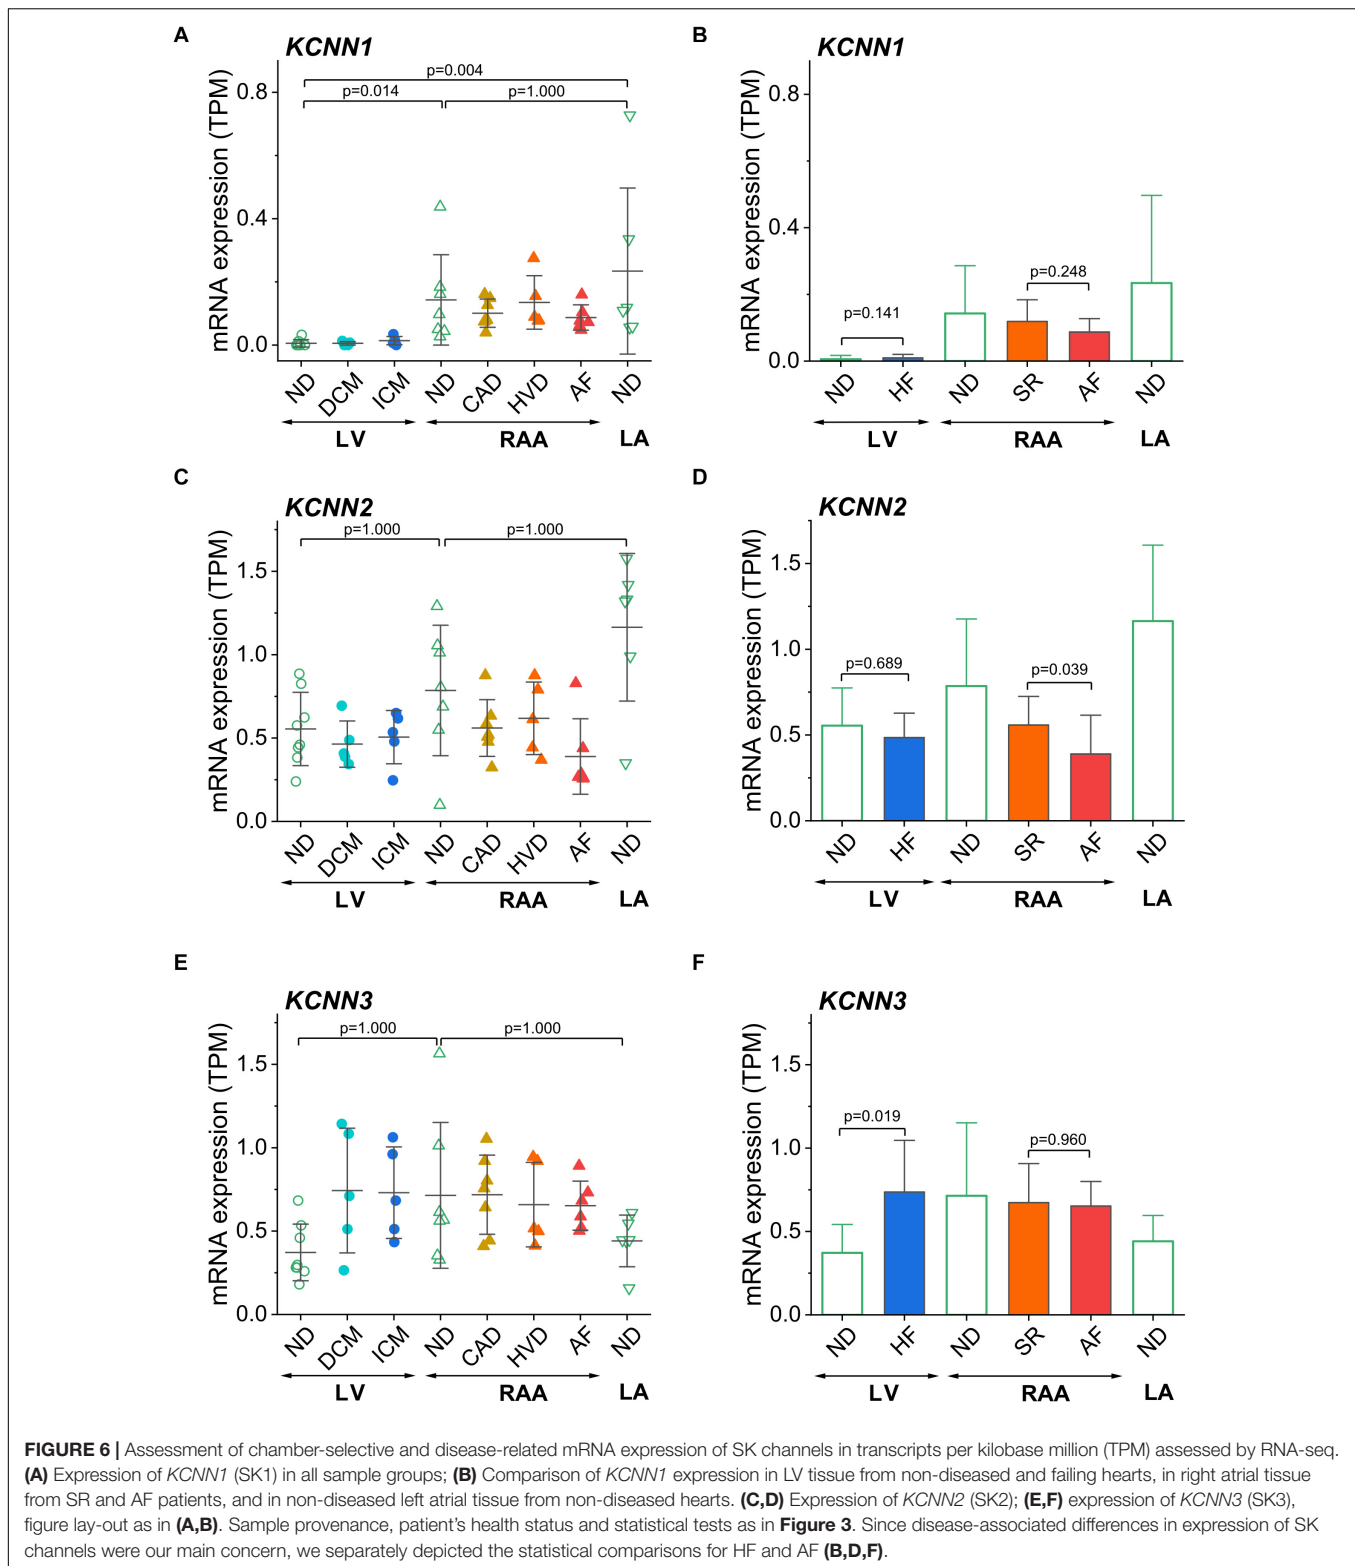 A
KCNN1
mRNA expression (TPM)
0.8
0.4
0.0
p=0.004
p=0.014
p=1.000
ND
DCM
ICM
ND
CAD
HVD
AF
ND
LV
RAA
LA
B
KCNN1
mRNA expression (TPM)
0.8
0.4
0.0
p=0.141
p=0.248
ND
HF
ND
SR
AF
ND
LV
RAA
LA
C
KCNN2
mRNA expression (TPM)
1.5
1.0
0.5
0.0
p=1.000
p=1.000
ND
DCM
ICM
ND
CAD
HVD
AF
ND
LV
RAA
LA
D
KCNN2
mRNA expression (TPM)
1.5
1.0
0.5
0.0
p=0.689
p=0.039
ND
HF
ND
SR
AF
ND
LV
RAA
LA
E
KCNN3
mRNA expression (TPM)
1.5
1.0
0.5
0.0
p=1.000
p=1.000
ND
DCM
ICM
ND
CAD
HVD
AF
ND
LV
RAA
LA
F
KCNN3
mRNA expression (TPM)
1.5
1.0
0.5
0.0
p=0.019
p=0.960
ND
HF
ND
SR
AF
ND
LV
RAA
LA
FIGURE 6 | Assessment of chamber-selective and disease-related mRNA expression of SK channels in transcripts per kilobase million (TPM) assessed by RNA-seq.
(A) Expression of KCNN1 (SK1) in all sample groups; (B) Comparison of KCNN1 expression in LV tissue from non-diseased and failing hearts, in right atrial tissue
from SR and AF patients, and in non-diseased left atrial tissue from non-diseased hearts. (C,D) Expression of KCNN2 (SK2); (E,F) expression of KCNN3 (SK3),
figure lay-out as in (A,B). Sample provenance, patient's health status and statistical tests as in Figure 3. Since disease-associated differences in expression of SK
channels were our main concern, we separately depicted the statistical comparisons for HF and AF (B,D,F).